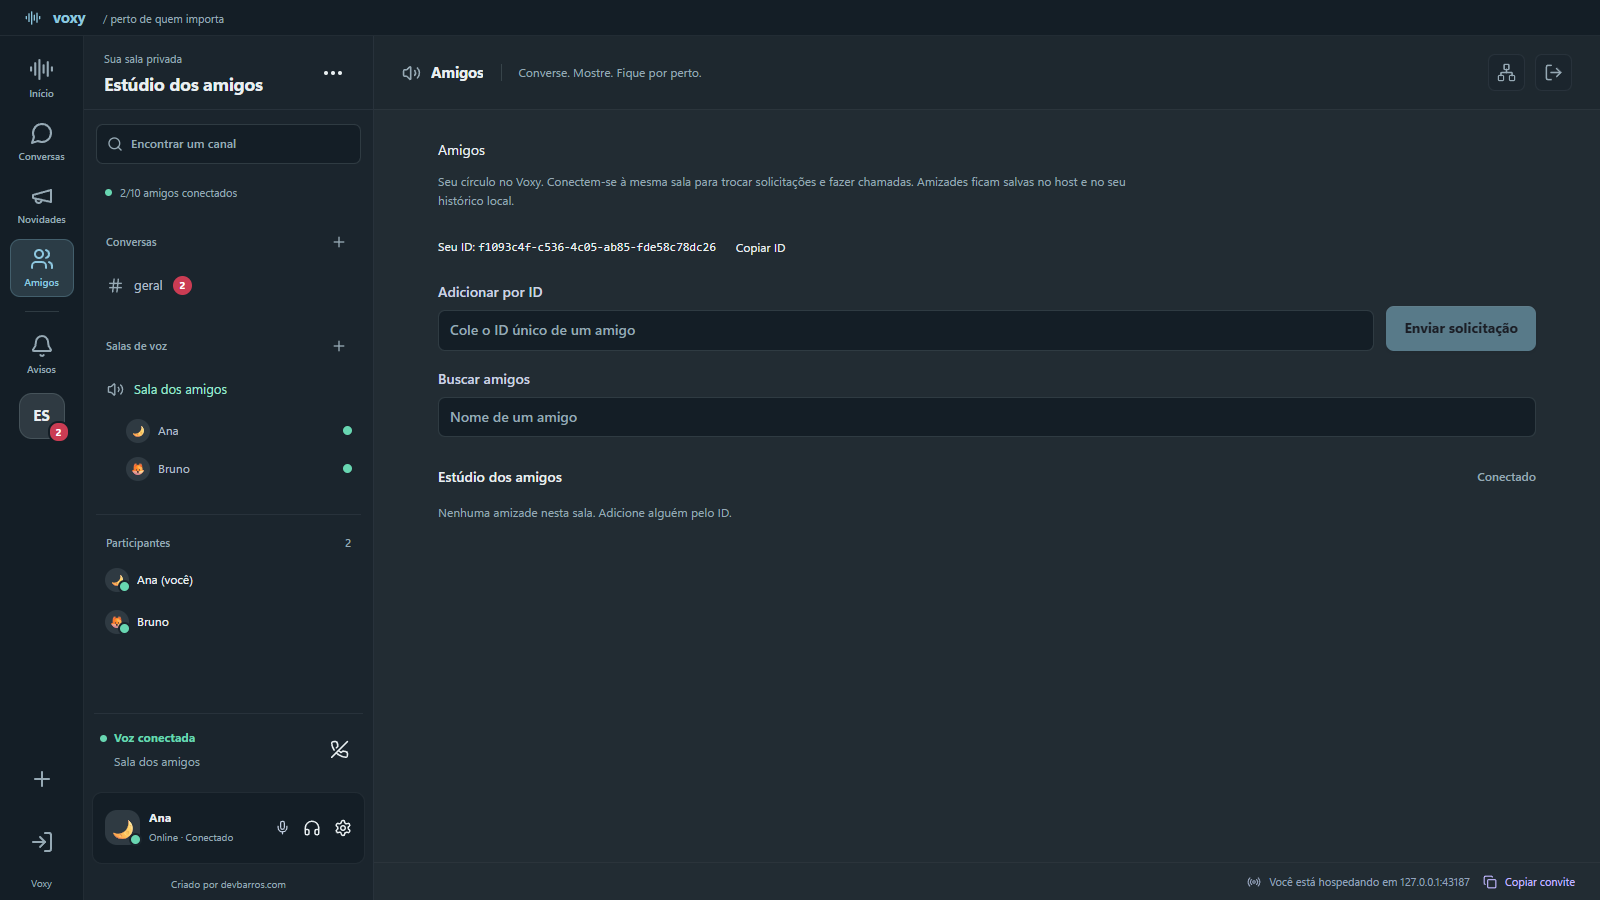 voxy / perto de quem importa
Início
Conversas
Novidades
Amigos
Avisos
ES
2
Voxy
Sua sala privada
Estúdio dos amigos
Encontrar um canal
2/10 amigos conectados
Conversas
# geral 2
Salas de voz
Sala dos amigos
Ana
Bruno
Participantes 2
Ana (você)
Bruno
Voz conectada
Sala dos amigos
Ana
Online · Conectado
Criado por devbarros.com
Amigos Converse. Mostre. Fique por perto.
Amigos
Seu círculo no Voxy. Conectem-se à mesma sala para trocar solicitações e fazer chamadas. Amizades ficam salvas no host e no seu
histórico local.
Seu ID: f1093c4f-c536-4c05-ab85-fde58c78dc26 Copiar ID
Adicionar por ID
Cole o ID único de um amigo Enviar solicitação
Buscar amigos
Nome de um amigo
Estúdio dos amigos Conectado
Nenhuma amizade nesta sala. Adicione alguém pelo ID.
Você está hospedando em 127.0.0.1:43187 Copiar convite